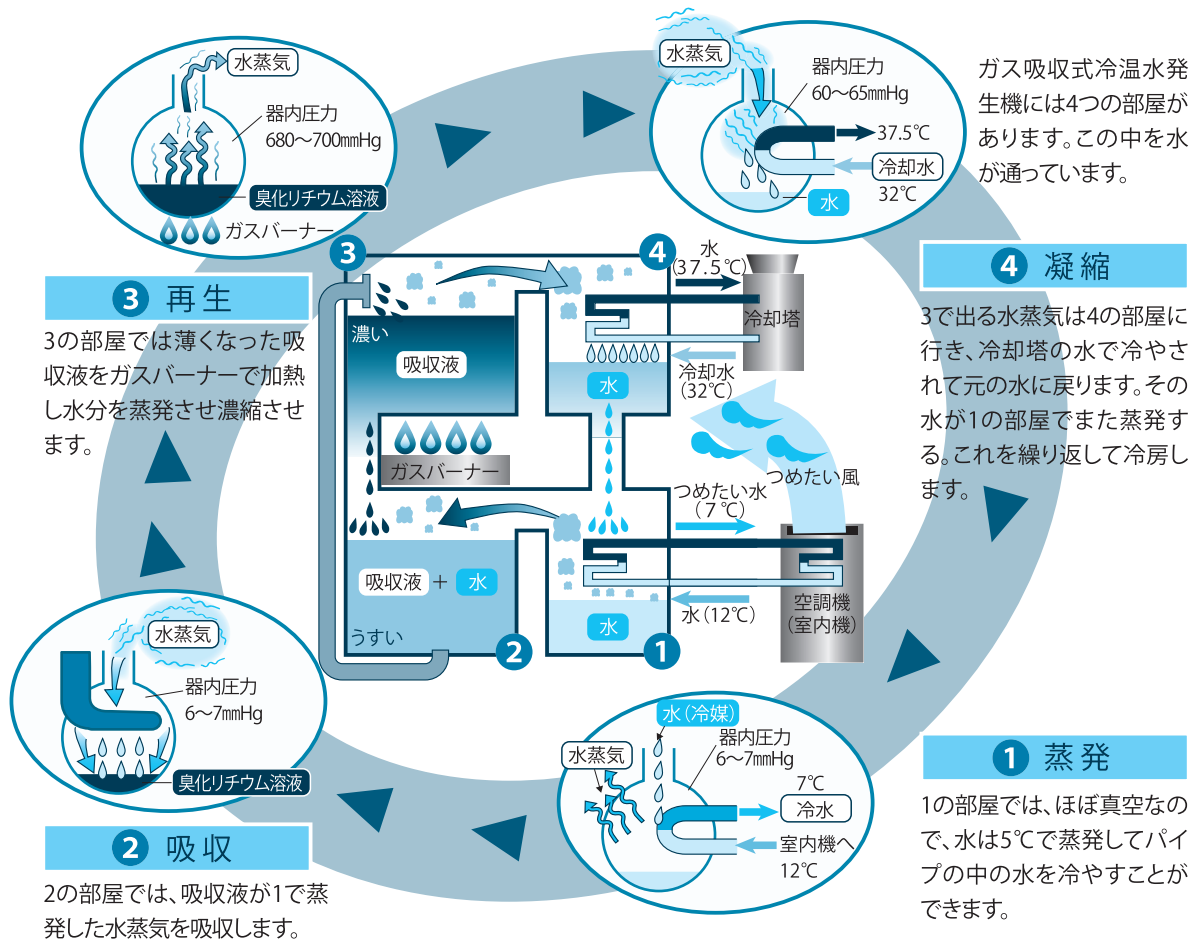 水蒸気
器内圧力
680〜700mmHg
臭化リチウム溶液
ガスバーナー
水蒸気
器内圧力
60〜65mmHg
37.5℃
冷却水
32℃
水
ガス吸収式冷温水発
生機には4つの部屋が
あります。この中を水
が通っています。
3 再生
3の部屋では薄くなった吸
収液をガスバーナーで加熱
し水分を蒸発させ濃縮させ
ます。
4 凝縮
3で出る水蒸気は4の部屋に
行き、冷却塔の水で冷やさ
れて元の水に戻ります。その
水が1の部屋でまた蒸発す
る。これを繰り返して冷房し
ます。
3
4
濃い
吸収液
ガスバーナー
水
水
(37.5℃)
冷却塔
冷却水
(32℃)
つめたい風
つめたい水
(7℃)
吸収液 + 水
うすい
2
水
1
水(12℃)
空調機
(室内機)
水蒸気
器内圧力
6〜7mmHg
臭化リチウム溶液
2 吸収
2の部屋では、吸収液が1で蒸
発した水蒸気を吸収します。
水(冷媒)
水蒸気
器内圧力
6〜7mmHg
7℃
冷水
室内機へ
12℃
1 蒸発
1の部屋では、ほぼ真空なの
で、水は5℃で蒸発してパイ
プの中の水を冷やすことが
できます。